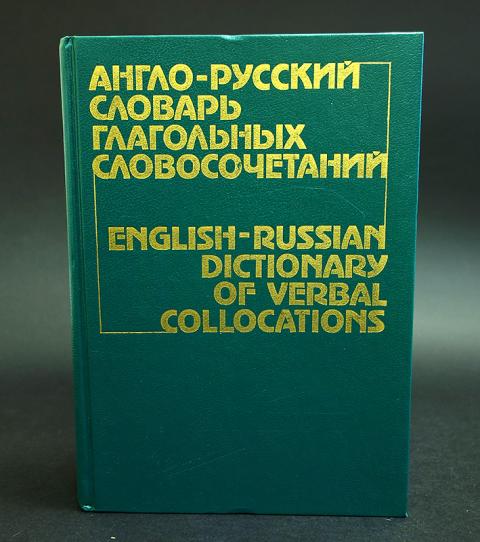 АНГЛО-РУССКИЙ
СЛОВАРЬ
ГЛАГОЛЬНЫХ
СЛОВОСОЧЕТАНИЙ
ENGLISH-RUSSIAN
DICTIONARY
OF VERBAL
COLLOCATIONS